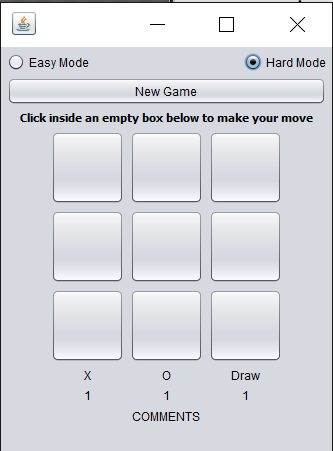 Easy Mode Hard Mode
New Game
Click inside an empty box below to make your move
X O Draw
1 1 1
COMMENTS